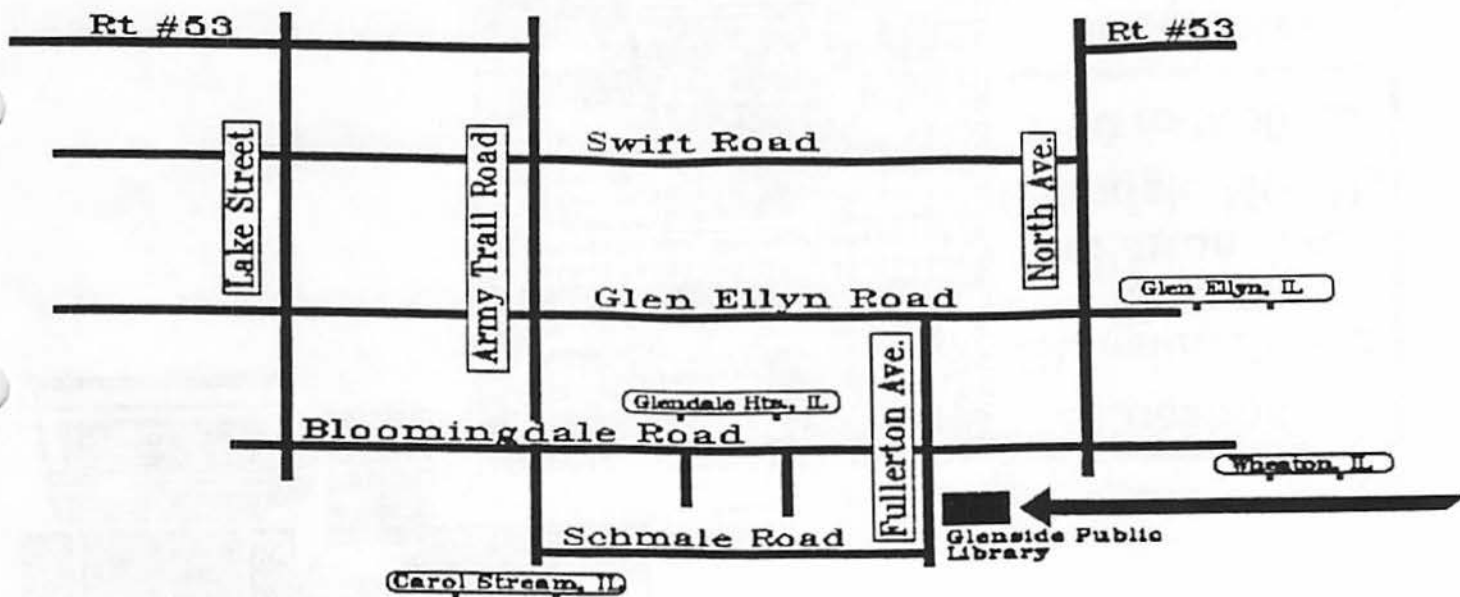 Rt #53
Rt #53
Swift Road
Lake Street
Army Trail Road
North Ave.
Glen Ellyn Road
Glen Ellyn, IL
Fullerton Ave.
Glendale Hts., IL
Bloomingdale Road
Wheaton, IL
Schmale Road
Glenside Public
Library
Carol Stream, IL